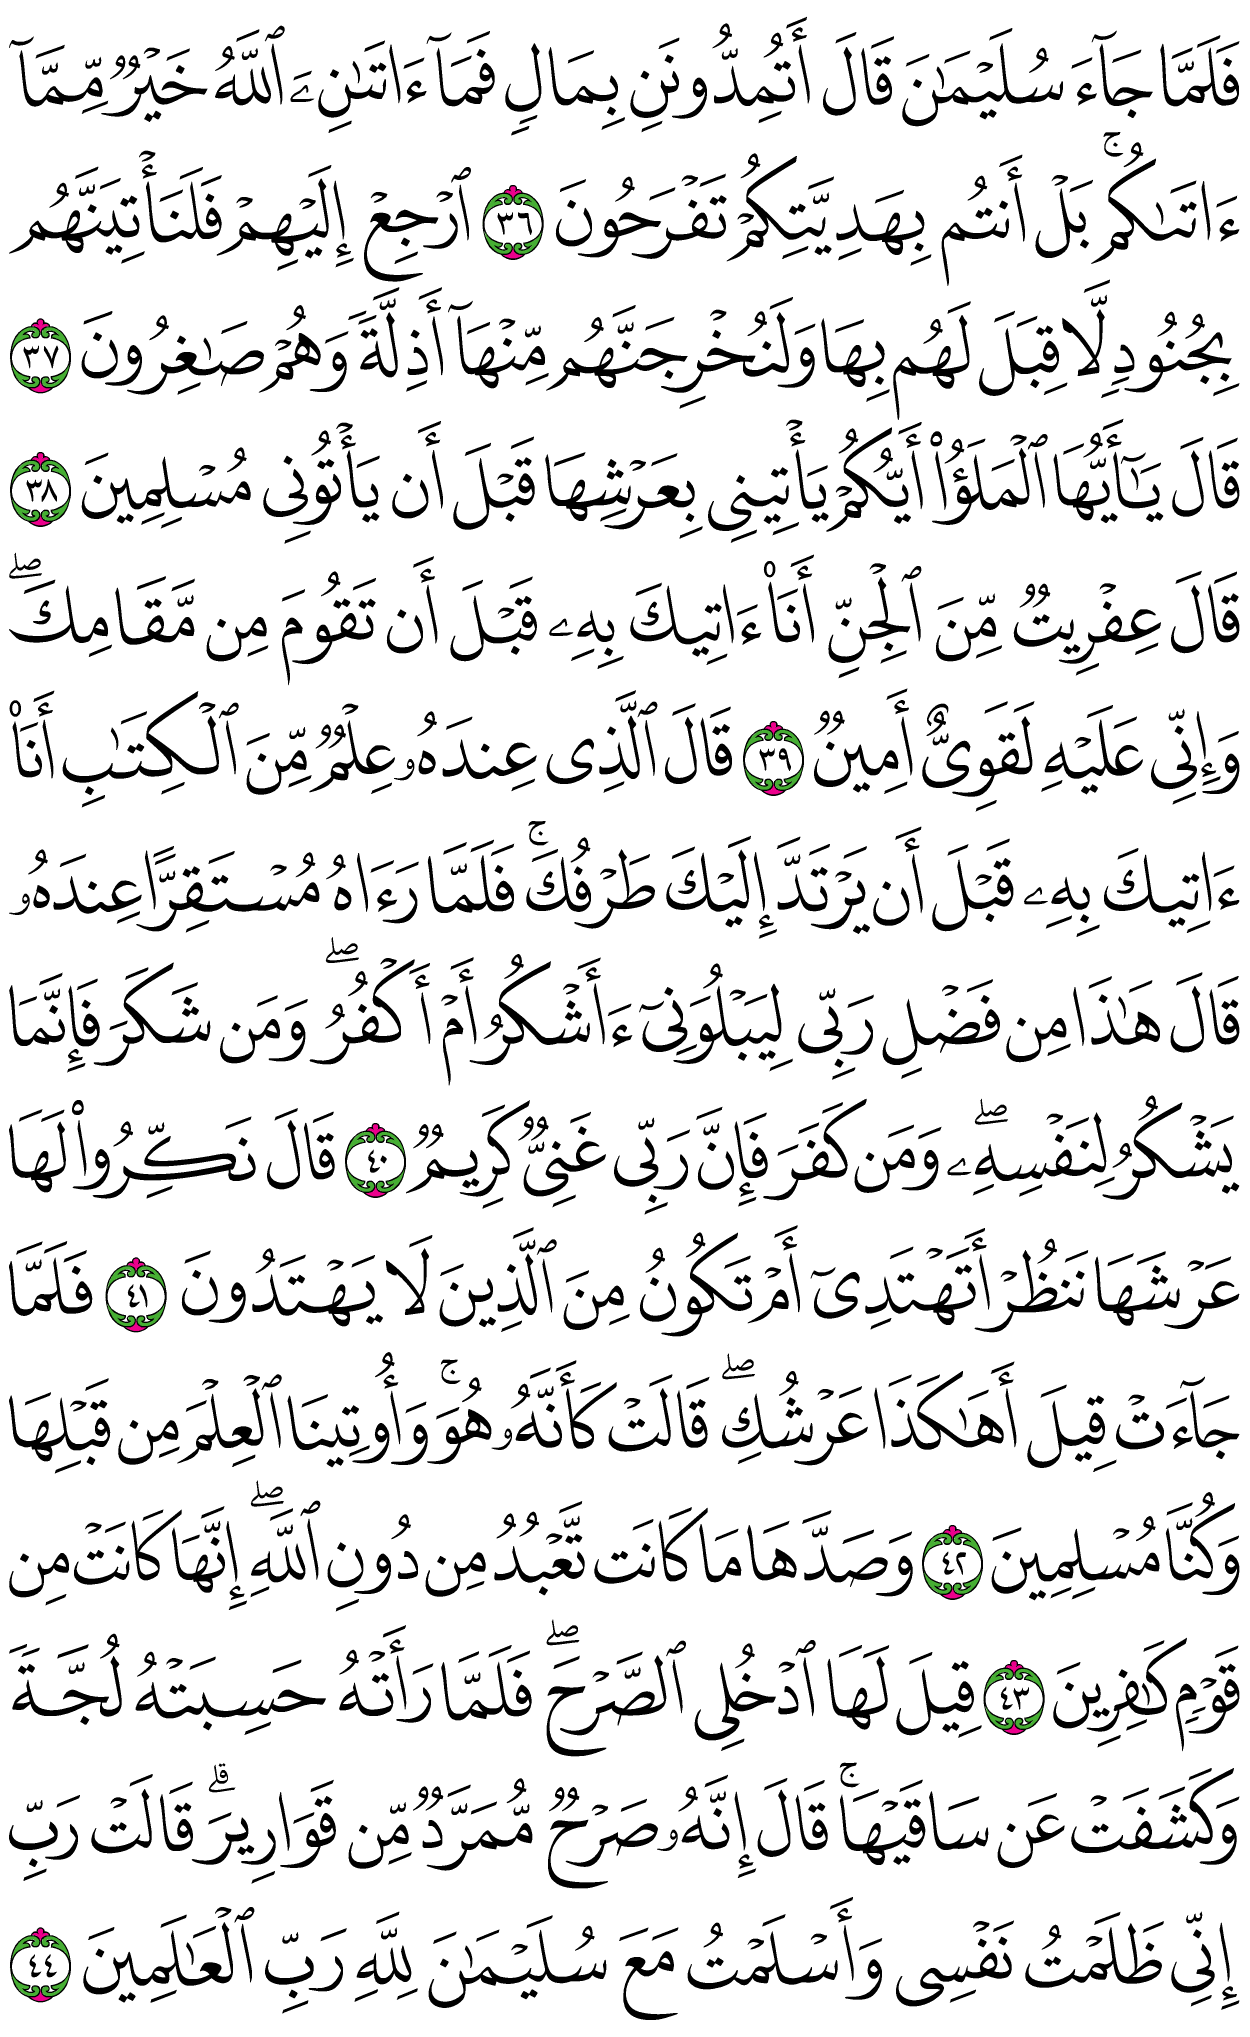 فَلَمَّا جَآءَ سُلَيْمَـٰنَ قَالَ أَتُمِدُّونَنِ بِمَالٍ فَمَآ ءَاتَىٰنِۦَ ٱللَّهُ خَيْرٌ مِّمَّآ
ءَاتَىٰكُمۚ بَلْ أَنتُم بِهَدِيَّتِكُمْ تَفْرَحُونَ ٣٦ ٱرْجِعْ إِلَيْهِمْ فَلَنَأْتِيَنَّهُم
بِجُنُودٍ لَّا قِبَلَ لَهُم بِهَا وَلَنُخْرِجَنَّهُم مِّنْهَآ أَذِلَّةً وَهُمْ صَـٰغِرُونَ ٣٧
قَالَ يَـٰٓأَيُّهَا ٱلْمَلَؤُا۟ أَيُّكُمْ يَأْتِينِى بِعَرْشِهَا قَبْلَ أَن يَأْتُونِى مُسْلِمِينَ ٣٨
قَالَ عِفْرِيتٌ مِّنَ ٱلْجِنِّ أَنَا۠ ءَاتِيكَ بِهِۦ قَبْلَ أَن تَقُومَ مِن مَّقَامِكَۖ
وَإِنِّى عَلَيْهِ لَقَوِىٌّ أَمِينٌ ٣٩ قَالَ ٱلَّذِى عِندَهُۥ عِلْمٌ مِّنَ ٱلْكِتَـٰبِ أَنَا۠
ءَاتِيكَ بِهِۦ قَبْلَ أَن يَرْتَدَّ إِلَيْكَ طَرْفُكَۚ فَلَمَّا رَءَاهُ مُسْتَقِرًّا عِندَهُۥ
قَالَ هَـٰذَا مِن فَضْلِ رَبِّى لِيَبْلُوَنِىٓ ءَأَشْكُرُ أَمْ أَكْفُرُۖ وَمَن شَكَرَ فَإِنَّمَا
يَشْكُرُ لِنَفْسِهِۦۖ وَمَن كَفَرَ فَإِنَّ رَبِّى غَنِىٌّ كَرِيمٌ ٤٠ قَالَ نَكِّرُوا۟ لَهَا
عَرْشَهَا نَنظُرْ أَتَهْتَدِىٓ أَمْ تَكُونُ مِنَ ٱلَّذِينَ لَا يَهْتَدُونَ ٤١ فَلَمَّا
جَآءَتْ قِيلَ أَهَـٰكَذَا عَرْشُكِۖ قَالَتْ كَأَنَّهُۥ هُوَۚ وَأُوتِينَا ٱلْعِلْمَ مِن قَبْلِهَا
وَكُنَّا مُسْلِمِينَ ٤٢ وَصَدَّهَا مَا كَانَت تَّعْبُدُ مِن دُونِ ٱللَّهِۖ إِنَّهَا كَانَتْ مِن
قَوْمٍ كَـٰفِرِينَ ٤٣ قِيلَ لَهَا ٱدْخُلِى ٱلصَّرْحَۖ فَلَمَّا رَأَتْهُ حَسِبَتْهُ لُجَّةً
وَكَشَفَتْ عَن سَاقَيْهَاۚ قَالَ إِنَّهُۥ صَرْحٌ مُّمَرَّدٌ مِّن قَوَارِيرَۗ قَالَتْ رَبِّ
إِنِّى ظَلَمْتُ نَفْسِى وَأَسْلَمْتُ مَعَ سُلَيْمَـٰنَ لِلَّهِ رَبِّ ٱلْعَـٰلَمِينَ ٤٤